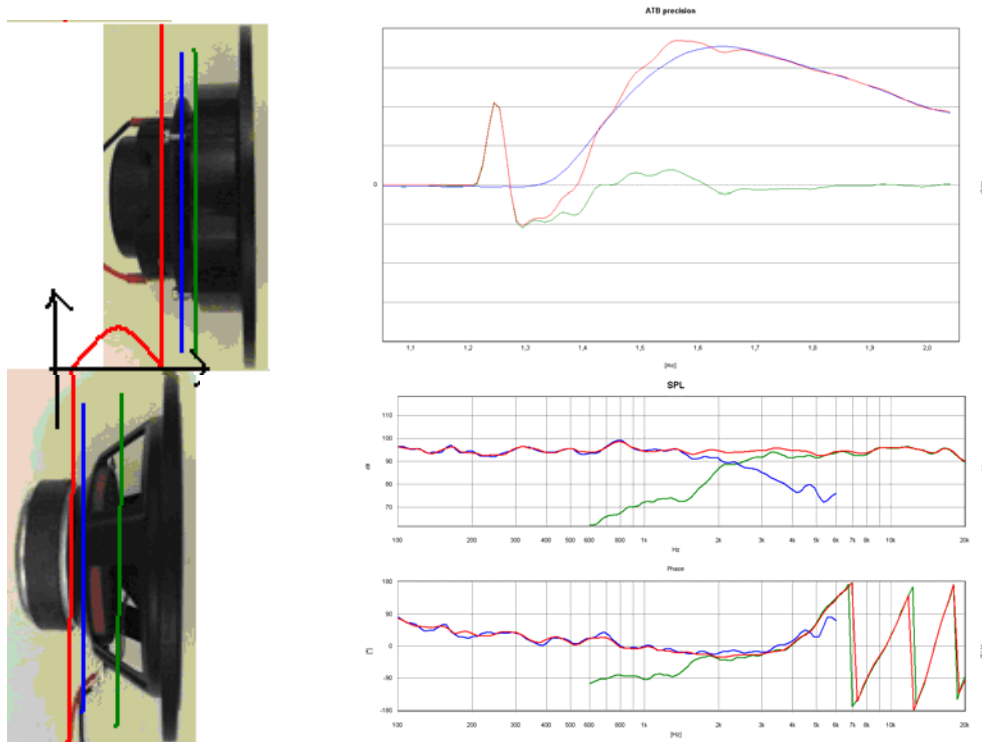 ATB precision
0
1,1 1,2 1,3 1,4 1,5 1,6 1,7 1,8 1,9 2,0
[ms]
SPL
110
100
90
80
70
100 200 300 400 500 600 800 1k 2k 3k 4k 5k 6k 7k 8k 10k 20k
Hz
Phase
180
90
0
-90
-180
[°]
100 200 300 400 500 600 800 1k 2k 3k 4k 5k 6k 7k 8k 10k 20k
[Hz]